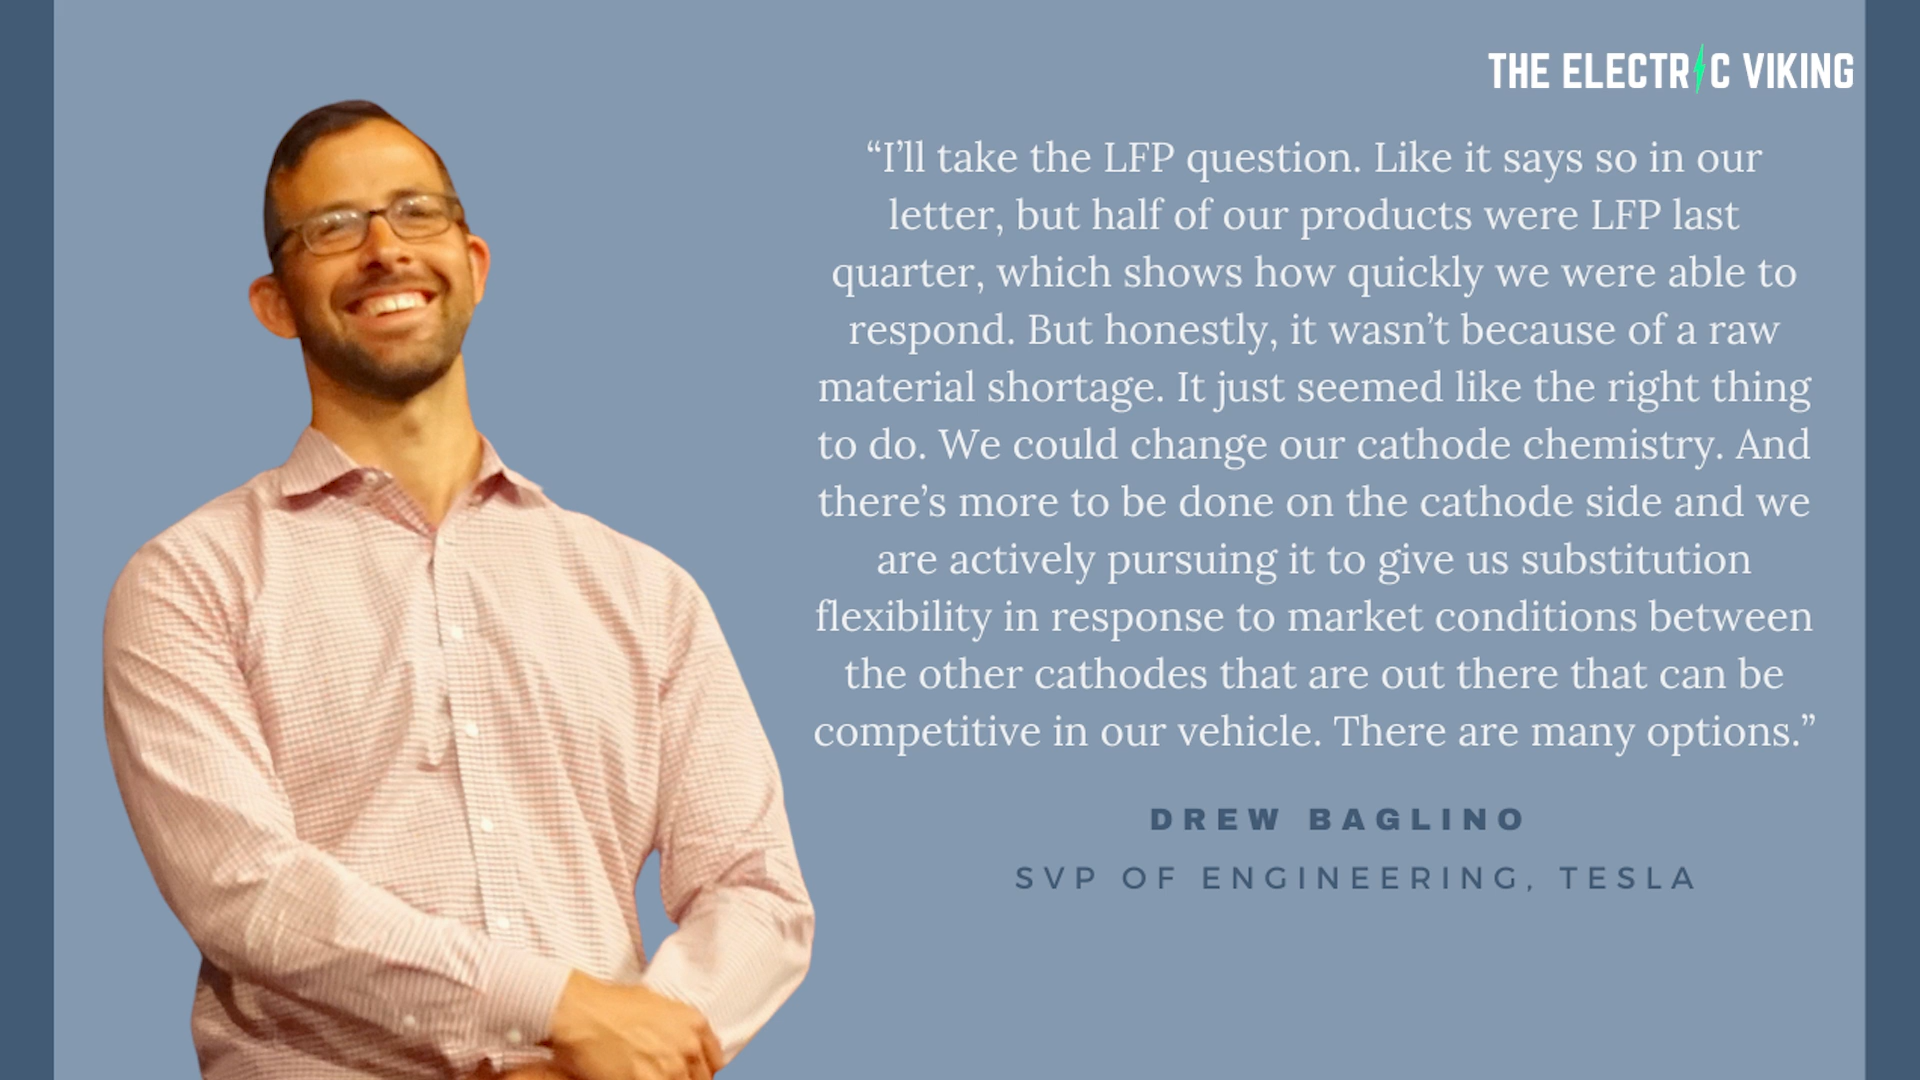 THE ELECTRIC VIKING
“I’ll take the LFP question. Like it says so in our
letter, but half of our products were LFP last
quarter, which shows how quickly we were able to
respond. But honestly, it wasn’t because of a raw
material shortage. It just seemed like the right thing
to do. We could change our cathode chemistry. And
there’s more to be done on the cathode side and we
are actively pursuing it to give us substitution
flexibility in response to market conditions between
the other cathodes that are out there that can be
competitive in our vehicle. There are many options.”
DREW BAGLINO
SVP OF ENGINEERING, TESLA